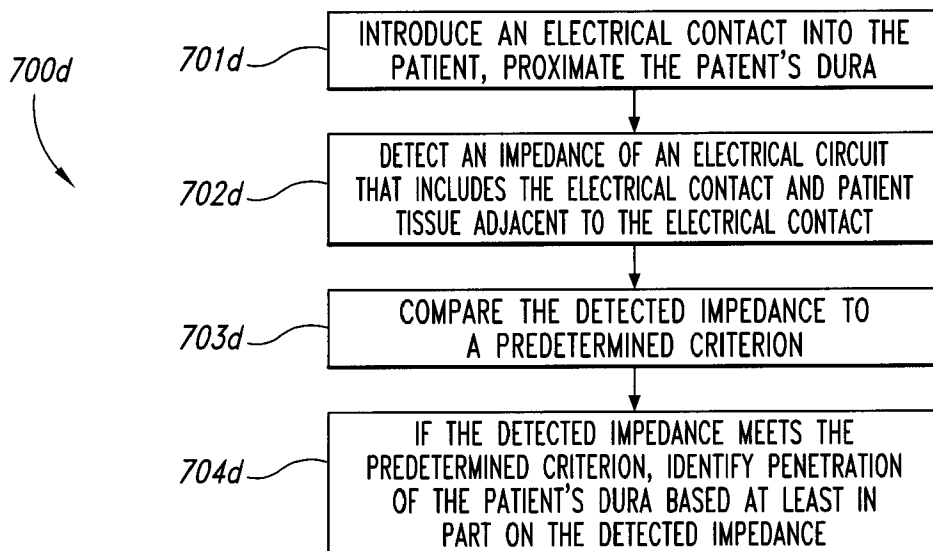 700d
701d
INTRODUCE AN ELECTRICAL CONTACT INTO THE
PATIENT, PROXIMATE THE PATENT'S DURA
702d
DETECT AN IMPEDANCE OF AN ELECTRICAL CIRCUIT
THAT INCLUDES THE ELECTRICAL CONTACT AND PATIENT
TISSUE ADJACENT TO THE ELECTRICAL CONTACT
703d
COMPARE THE DETECTED IMPEDANCE TO
A PREDETERMINED CRITERION
704d
IF THE DETECTED IMPEDANCE MEETS THE
PREDETERMINED CRITERION, IDENTIFY PENETRATION
OF THE PATIENT'S DURA BASED AT LEAST IN
PART ON THE DETECTED IMPEDANCE